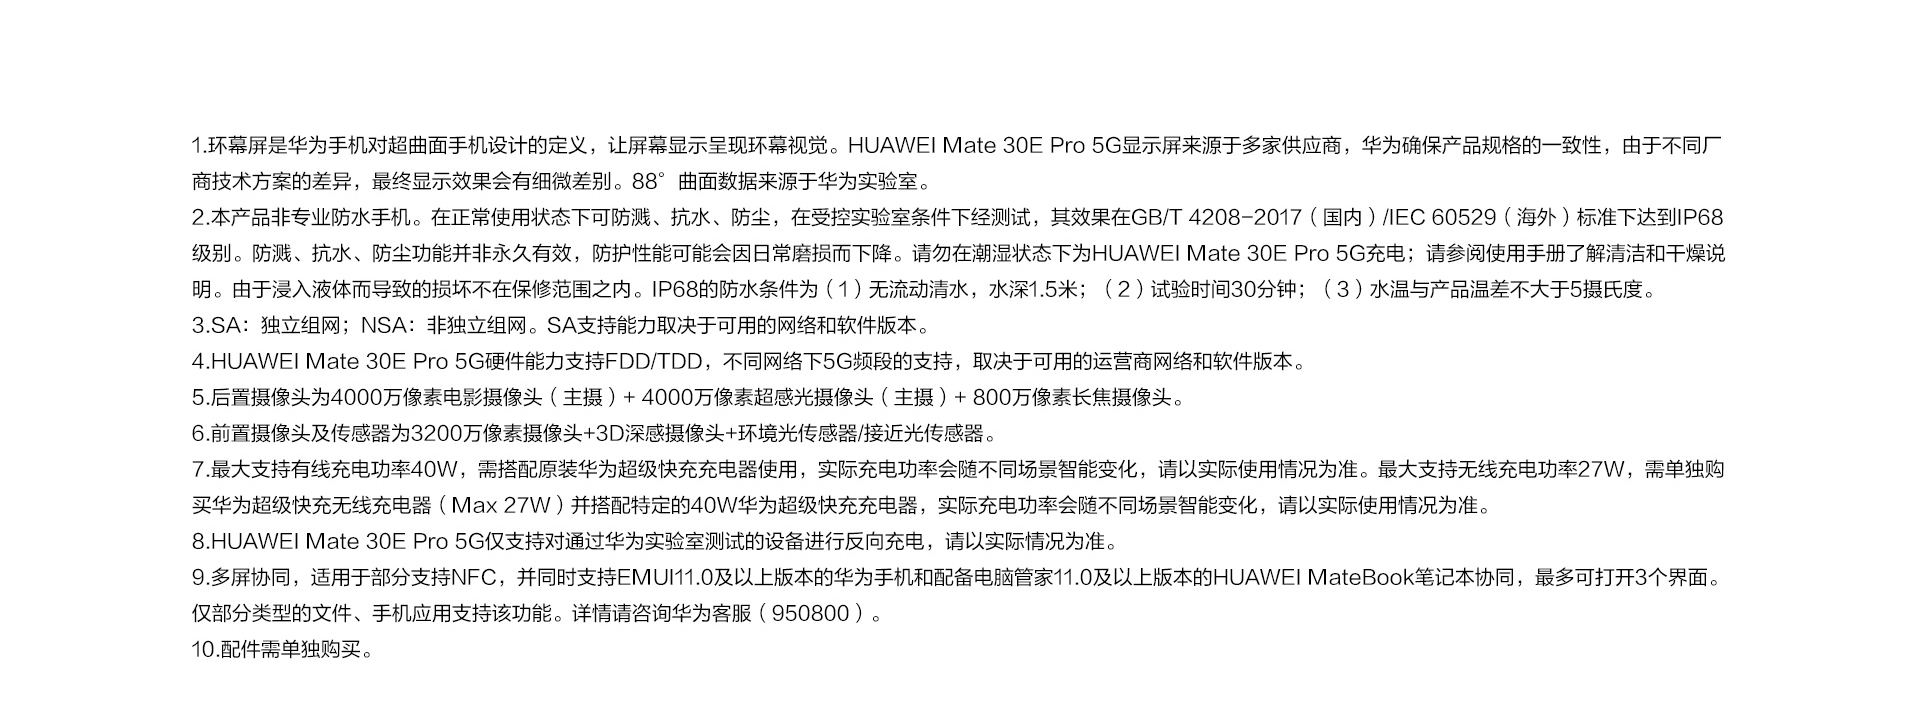 1.环幕屏是华为手机对超曲面手机设计的定义，让屏幕显示呈现环幕视觉。HUAWEI Mate 30E Pro 5G显示屏来源于多家供应商，华为确保产品规格的一致性，由于不同厂
商技术方案的差异，最终显示效果会有细微差别。88°曲面数据来源于华为实验室。
2.本产品非专业防水手机。在正常使用状态下可防溅、抗水、防尘，在受控实验室条件下经测试，其效果在GB/T 4208-2017（国内）/IEC 60529（海外）标准下达到IP68
级别。防溅、抗水、防尘功能并非永久有效，防护性能可能会因日常磨损而下降。请勿在潮湿状态下为HUAWEI Mate 30E Pro 5G充电；请参阅使用手册了解清洁和干燥说
明。由于浸入液体而导致的损坏不在保修范围之内。IP68的防水条件为（1）无流动清水，水深1.5米；（2）试验时间30分钟；（3）水温与产品温差不大于5摄氏度。
3.SA：独立组网；NSA：非独立组网。SA支持能力取决于可用的网络和软件版本。
4.HUAWEI Mate 30E Pro 5G硬件能力支持FDD/TDD，不同网络下5G频段的支持，取决于可用的运营商网络和软件版本。
5.后置摄像头为4000万像素电影摄像头（主摄）+ 4000万像素超感光摄像头（主摄）+ 800万像素长焦摄像头。
6.前置摄像头及传感器为3200万像素摄像头+3D深感摄像头+环境光传感器/接近光传感器。
7.最大支持有线充电功率40W，需搭配原装华为超级快充充电器使用，实际充电功率会随不同场景智能变化，请以实际使用情况为准。最大支持无线充电功率27W，需单独购
买华为超级快充无线充电器（Max 27W）并搭配特定的40W华为超级快充充电器，实际充电功率会随不同场景智能变化，请以实际使用情况为准。
8.HUAWEI Mate 30E Pro 5G仅支持对通过华为实验室测试的设备进行反向充电，请以实际情况为准。
9.多屏协同，适用于部分支持NFC，并同时支持EMUI11.0及以上版本的华为手机和配备电脑管家11.0及以上版本的HUAWEI MateBook笔记本协同，最多可打开3个界面。
仅部分类型的文件、手机应用支持该功能。详情请咨询华为客服（950800）。
10.配件需单独购买。